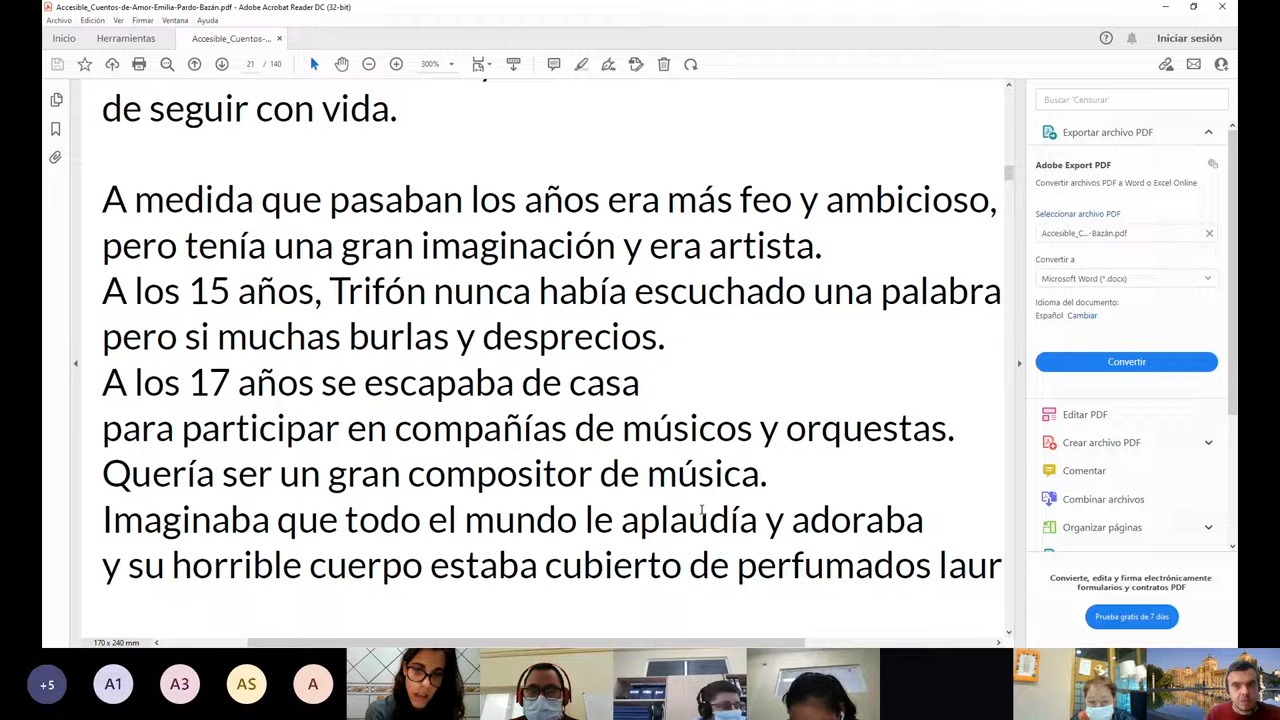 Accesible_Cuentos-de-Amor-Emilia-Pardo-Bazán.pdf - Adobe Acrobat Reader DC (32-bit)
Archivo Edición Ver Firmar Ventana Ayuda
Inicio Herramientas Accesible_Cuentos-... × Iniciar sesión
21 / 140 300%
de seguir con vida.
A medida que pasaban los años era más feo y ambicioso,
pero tenía una gran imaginación y era artista.
A los 15 años, Trifón nunca había escuchado una palabra
pero si muchas burlas y desprecios.
A los 17 años se escapaba de casa
para participar en compañías de músicos y orquestas.
Quería ser un gran compositor de música.
Imaginaba que todo el mundo le aplaudía y adoraba
y su horrible cuerpo estaba cubierto de perfumados laur
170 x 240 mm
Buscar 'Censurar'
Exportar archivo PDF
Adobe Export PDF
Convertir archivos PDF a Word o Excel Online
Seleccionar archivo PDF
Accesible_C...-Bazán.pdf
Convertir a
Microsoft Word (*.docx)
Idioma del documento:
Español Cambiar
Convertir
Editar PDF
Crear archivo PDF
Comentar
Combinar archivos
Organizar páginas
Convierte, edita y firma electrónicamente
formularios y contratos PDF
Prueba gratis de 7 días
+5 A1 A3 AS A